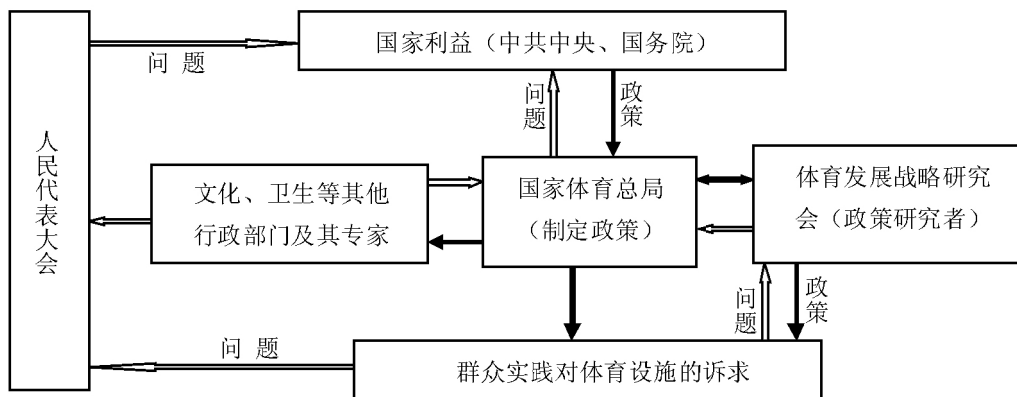 国家利益（中共中央、国务院）
问 题
问题
政策
人民代表大会
文化、卫生等其他
行政部门及其专家
国家体育总局
（制定政策）
体育发展战略研究
会（政策研究者）
问题
政策
问 题
群众实践对体育设施的诉求